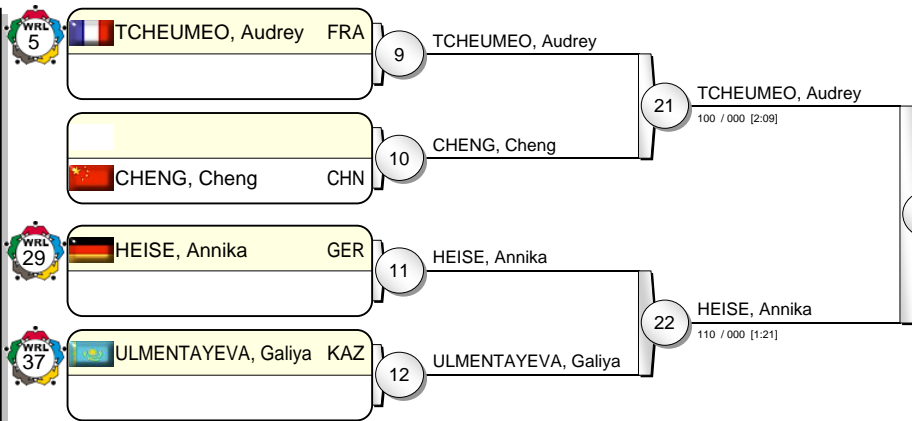 WRL
5
TCHEUMEO, Audrey FRA
9
TCHEUMEO, Audrey
21
TCHEUMEO, Audrey
100 / 000 [2:09]
10
CHENG, Cheng
CHENG, Cheng CHN
WRL
29
HEISE, Annika GER
11
HEISE, Annika
22
HEISE, Annika
110 / 000 [1:21]
WRL
37
ULMENTAYEVA, Galiya KAZ
12
ULMENTAYEVA, Galiya